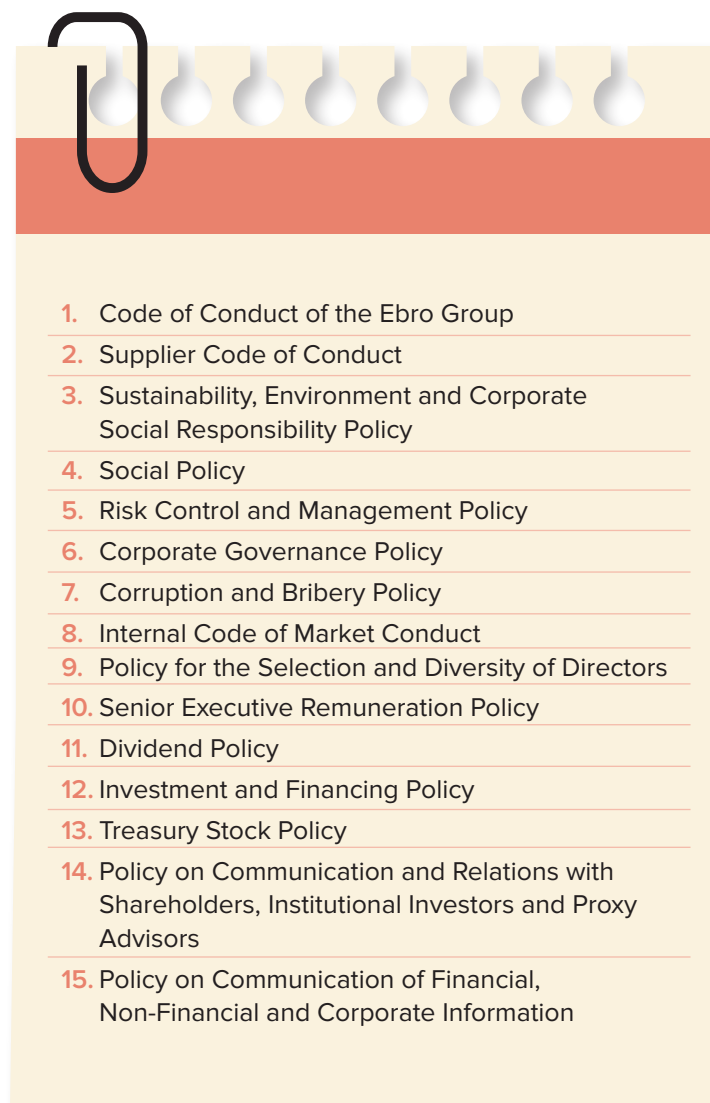 1. Code of Conduct of the Ebro Group
2. Supplier Code of Conduct
3. Sustainability, Environment and Corporate
Social Responsibility Policy
4. Social Policy
5. Risk Control and Management Policy
6. Corporate Governance Policy
7. Corruption and Bribery Policy
8. Internal Code of Market Conduct
9. Policy for the Selection and Diversity of Directors
10. Senior Executive Remuneration Policy
11. Dividend Policy
12. Investment and Financing Policy
13. Treasury Stock Policy
14. Policy on Communication and Relations with
Shareholders, Institutional Investors and Proxy
Advisors
15. Policy on Communication of Financial,
Non-Financial and Corporate Information